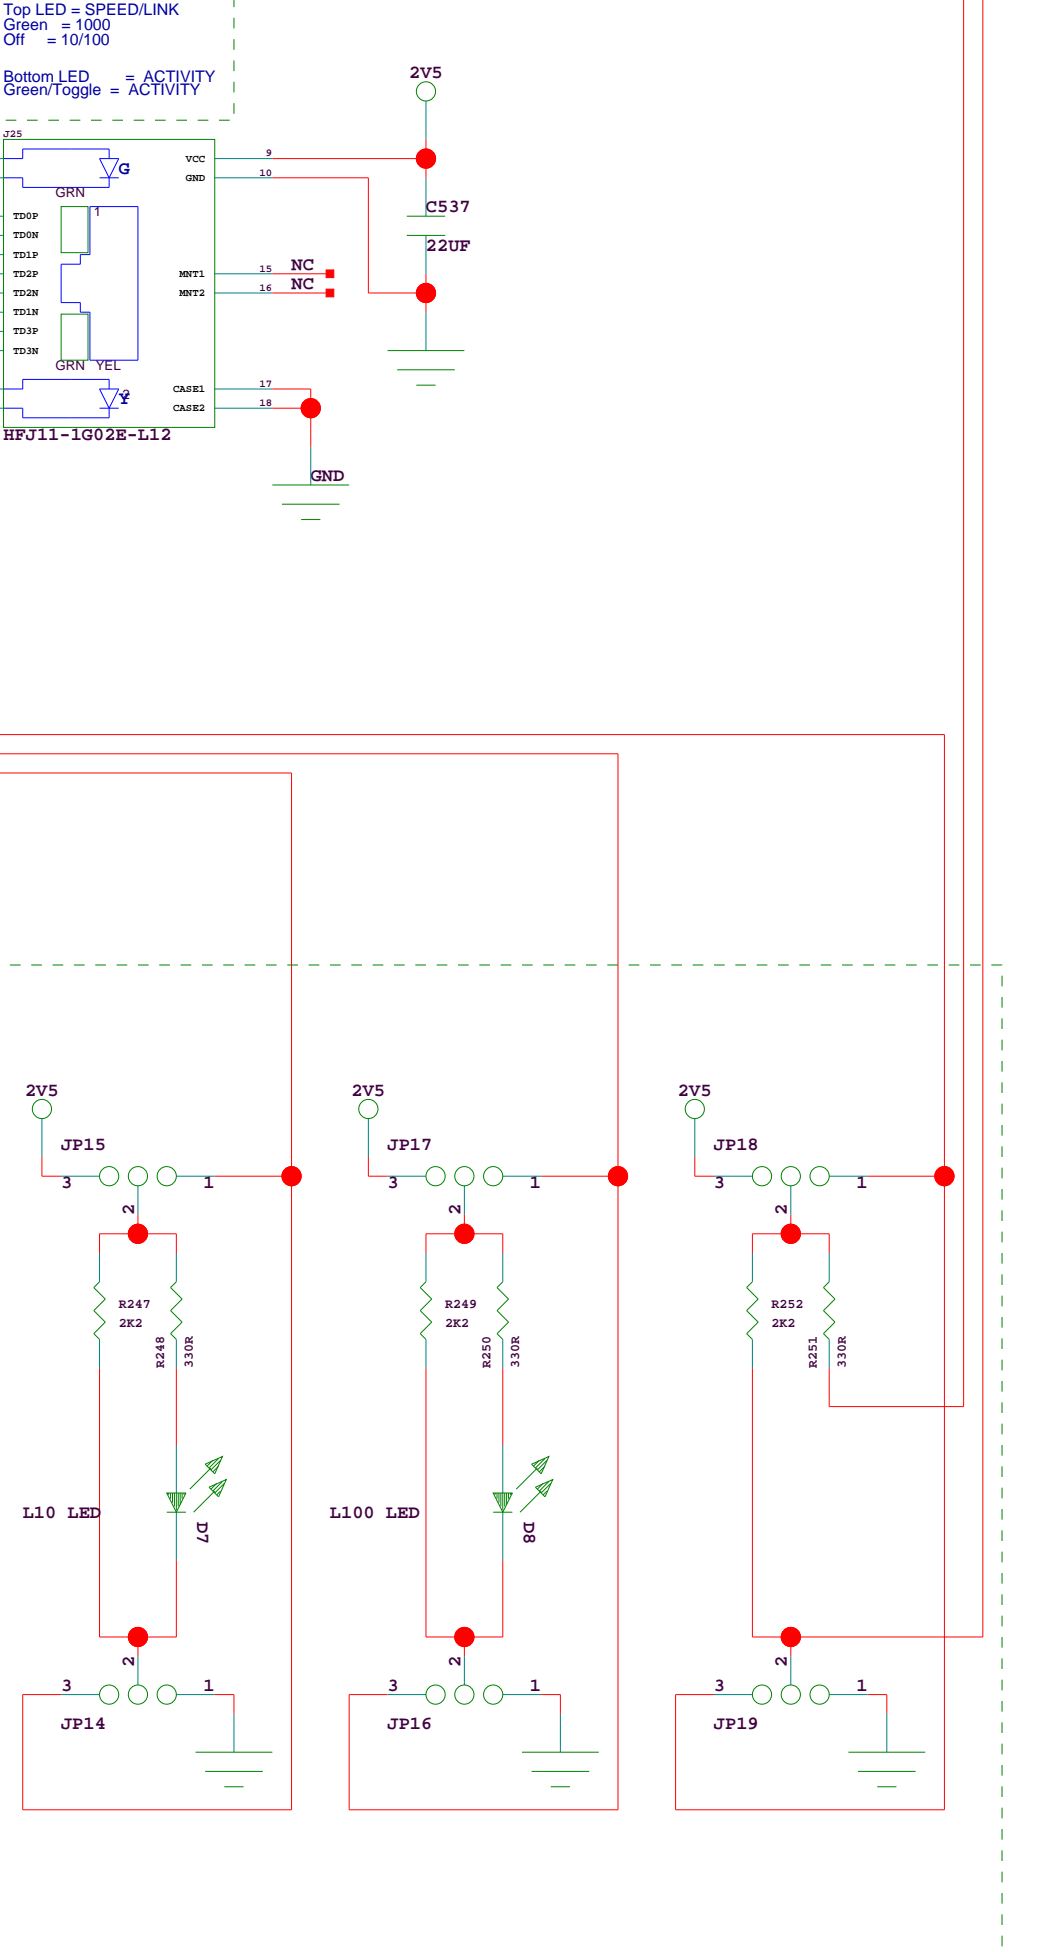 Top LED = SPEED/LINK
Green = 1000
Off = 10/100
Bottom LED = ACTIVITY
Green/Toggle = ACTIVITY
2V5
J25
VCC 9
G
GND 10
GRN
C537
1
TD0P
TD0N
22UF
TD1P
TD2P MNT1 15 NC
TD2N MNT2 16 NC
TD1N
TD3P
TD3N
GRN YEL
CASE1 17
2
Y
CASE2 18
HFJ11-1G02E-L12
GND
2V5 2V5 2V5
JP15 JP17 JP18
3 1 3 1 3 1
2 2 2
R247 R249 R252
2K2 2K2 2K2
R248 330R R250 330R R251 330R
L10 LED L100 LED
D7 D8
2 2 2
3 1 3 1 3 1
JP14 JP16 JP19